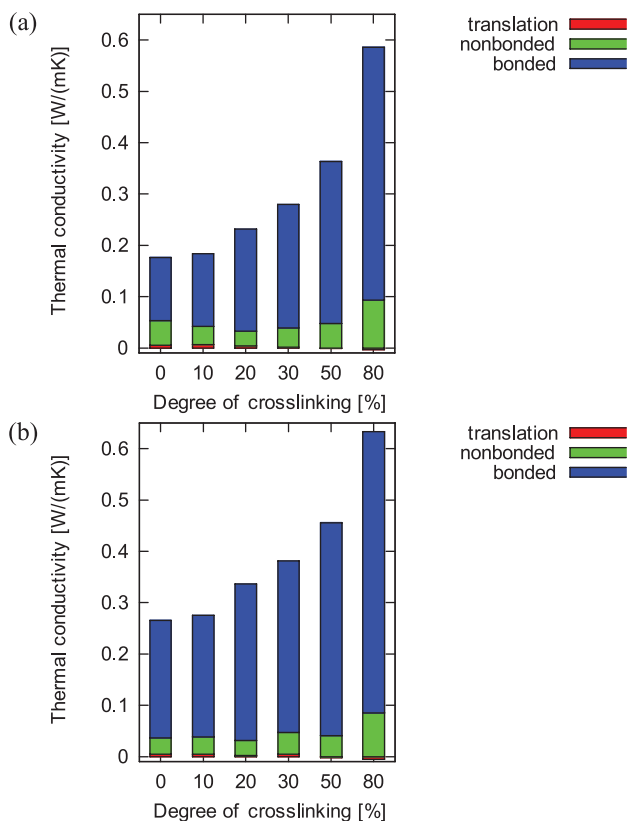 (a)
translation
nonbonded
bonded
Thermal conductivity [W/(mK)]
0.6
0.5
0.4
0.3
0.2
0.1
0
0 10 20 30 50 80
Degree of crosslinking [%]
(b)
translation
nonbonded
bonded
Thermal conductivity [W/(mK)]
0.6
0.5
0.4
0.3
0.2
0.1
0
0 10 20 30 50 80
Degree of crosslinking [%]